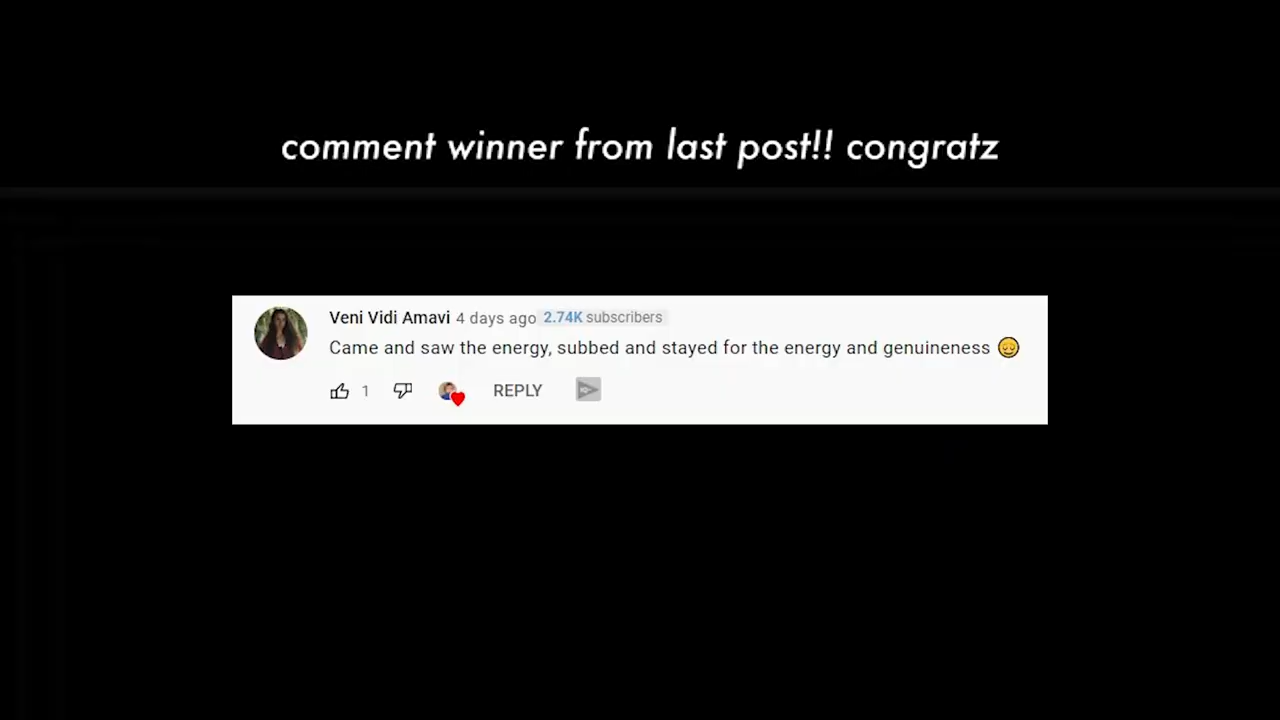 comment winner from last post!! congratz
Veni Vidi Amavi 4 days ago 2.74K subscribers
Came and saw the energy, subbed and stayed for the energy and genuineness 😌
1 REPLY